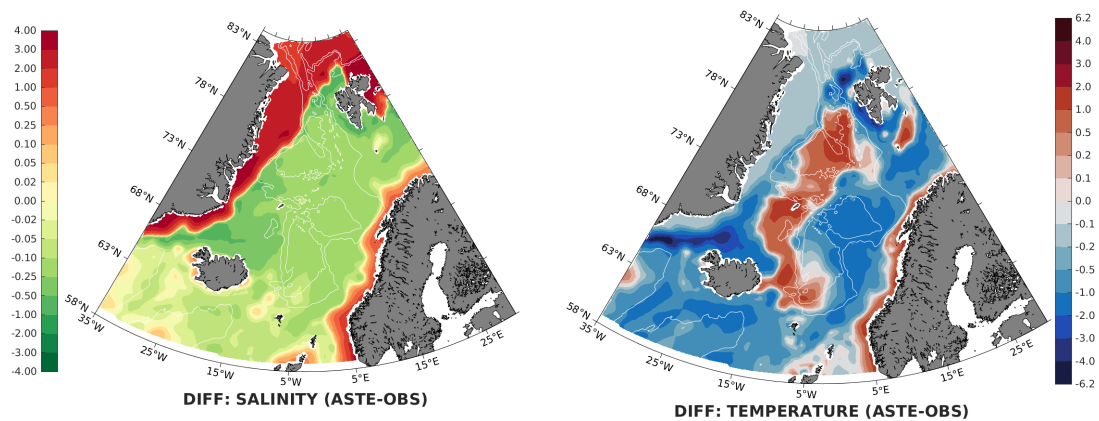 4.00
3.00
2.00
1.00
0.50
0.10
0.05
0.02
0.00
-0.02
-0.05
-0.10
-0.25
-0.50
-1.00
-2.00
-3.00
-4.00
83°N
78°N
73°N
68°N
63°N
58°N
35°W
25°W
15°W
5°W
5°E
15°E
25°E
DIFF: SALINITY (ASTE-OBS)
83°N
78°N
73°N
68°N
63°N
58°N
35°W
25°W
15°W
5°W
5°E
15°E
25°E
6.2
4.0
3.0
2.0
1.0
0.5
0.2
0.1
0.0
-0.1
-0.2
-0.5
-1.0
-2.0
-3.0
-4.0
-6.2
DIFF: TEMPERATURE (ASTE-OBS)